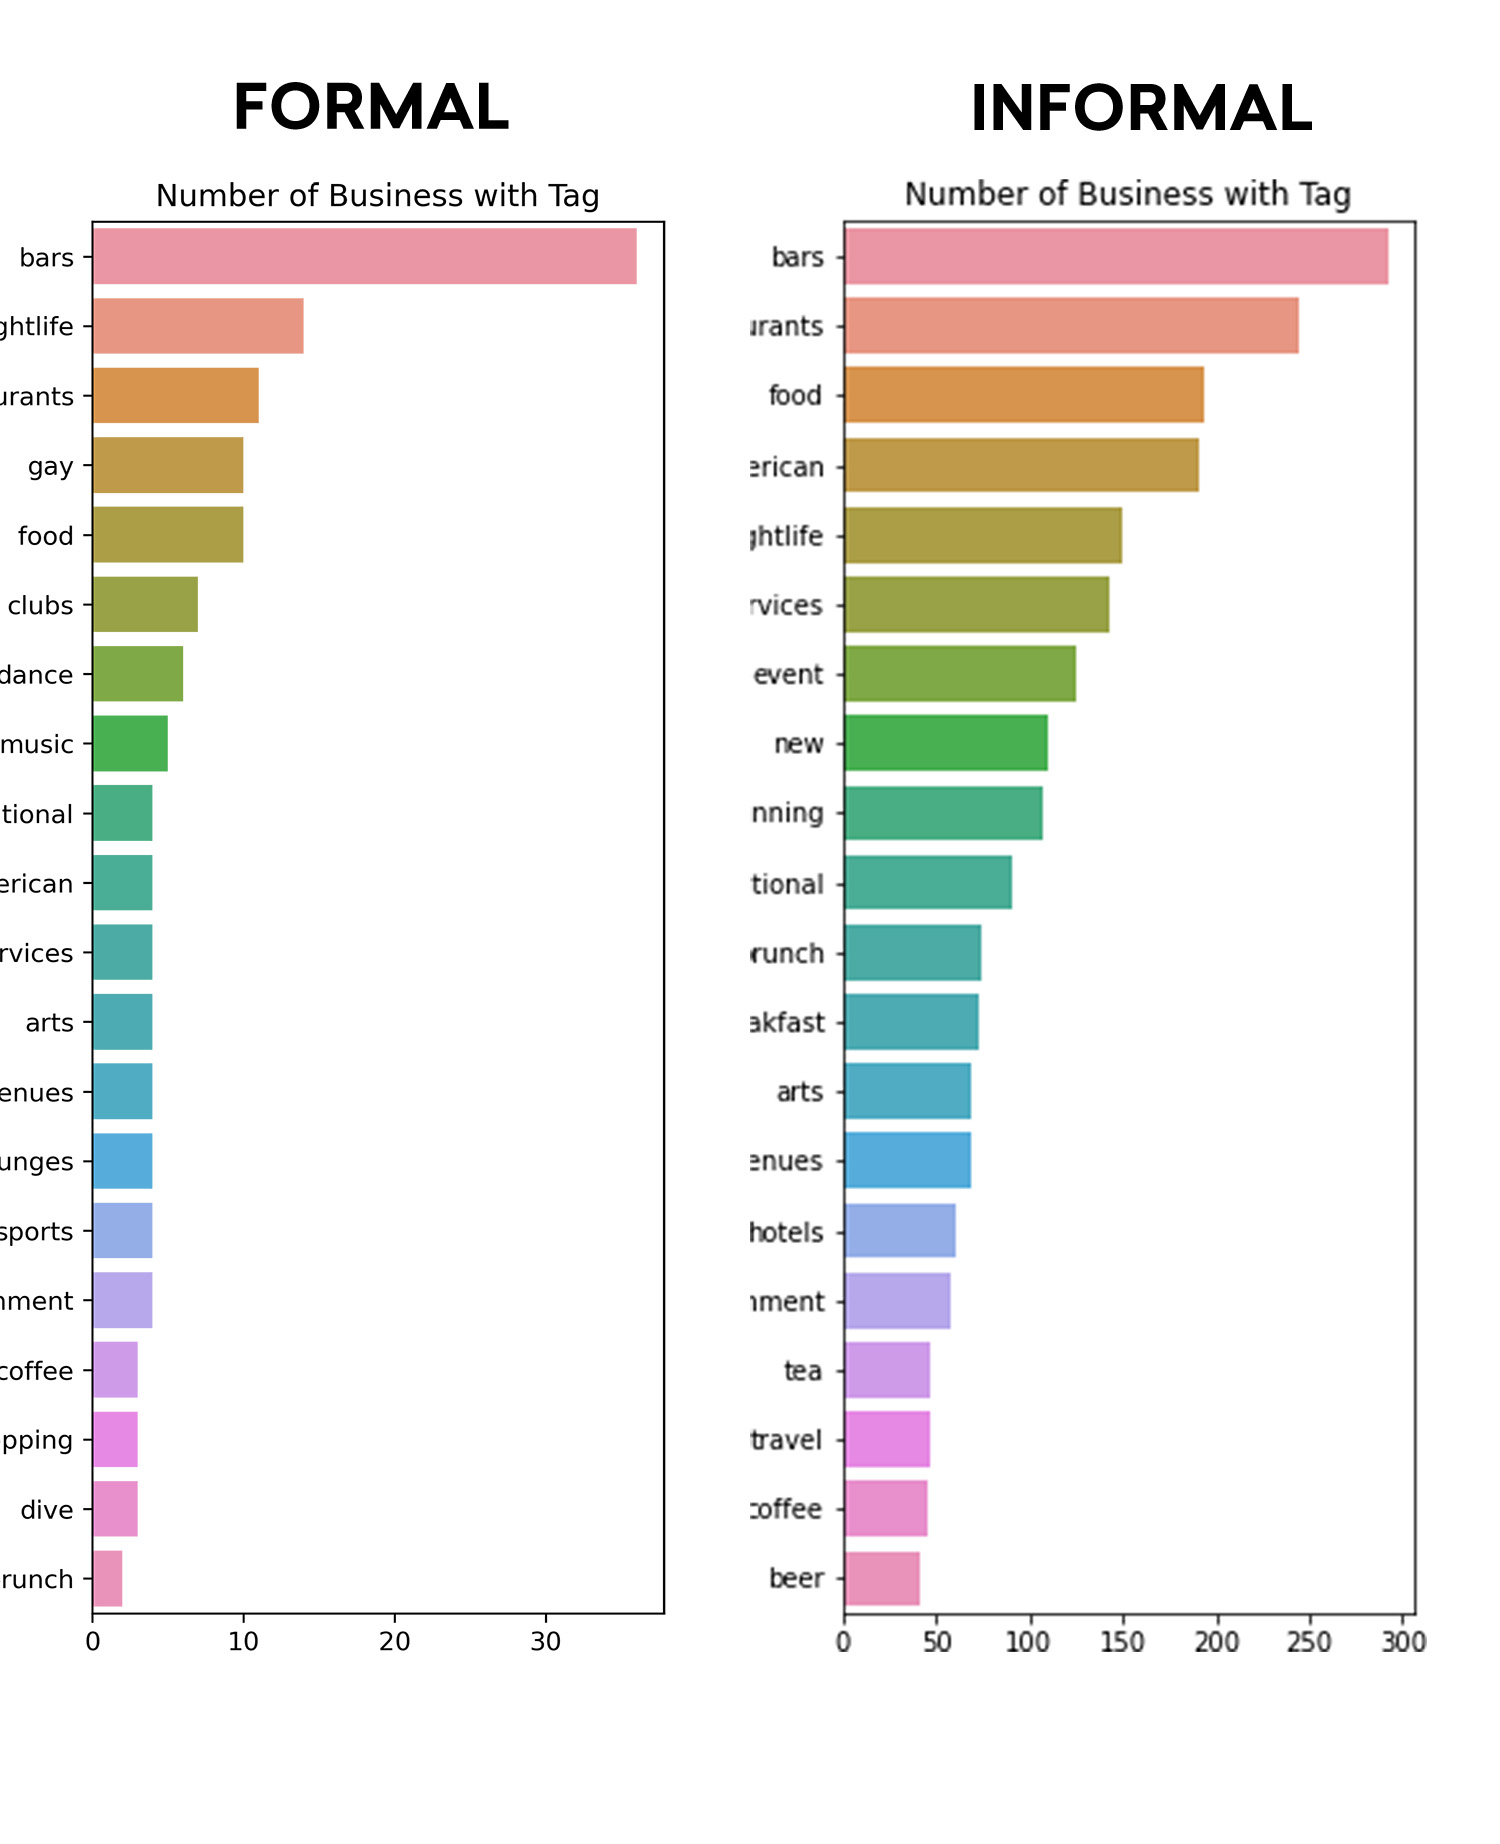 FORMAL
Number of Business with Tag
bars
ghtlife
urants
gay
food
clubs
dance
music
tional
erican
rvices
arts
enues
unges
sports
nment
coffee
pping
dive
runch
0 10 20 30
INFORMAL
Number of Business with Tag
bars
urants
food
erican
ghtlife
rvices
event
new
nning
tional
runch
akfast
arts
enues
hotels
nment
tea
travel
coffee
beer
0 50 100 150 200 250 300